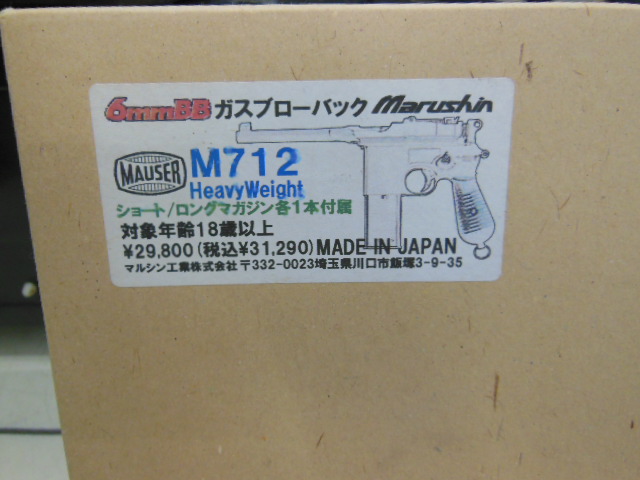 6mmBB ガスブローバック Marushin
MAUSER M712
HeavyWeight
ショート/ロングマガジン各1本付属
対象年齢18歳以上
¥29,800(税込¥31,290)MADE IN JAPAN
マルシン工業株式会社 〒332-0023埼玉県川口市飯塚3-9-35